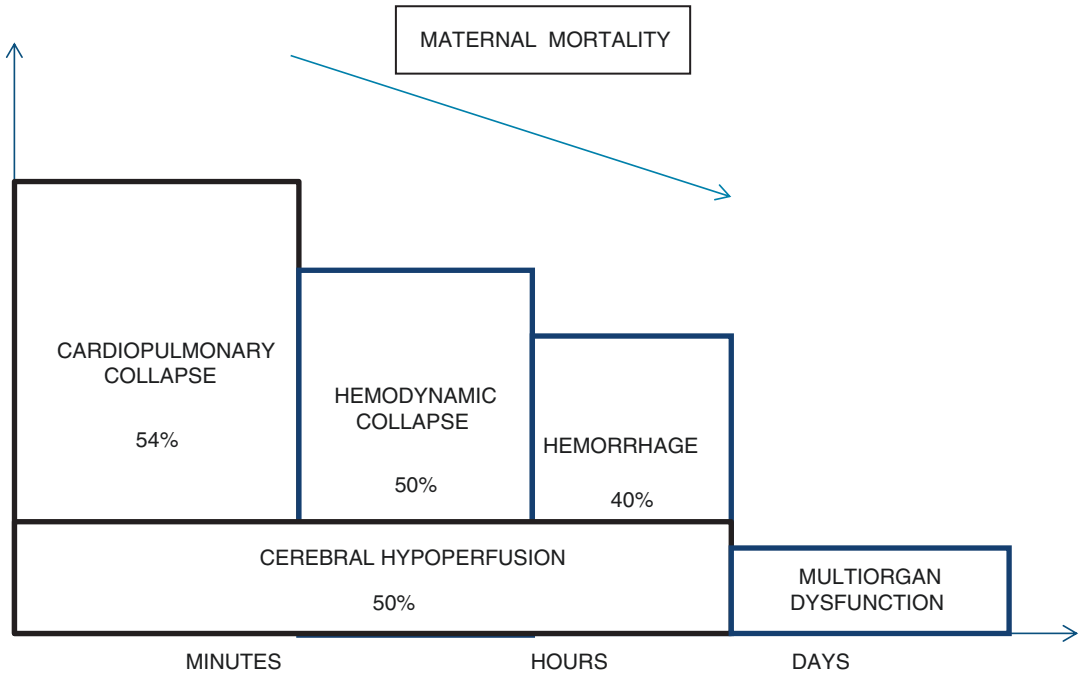 MATERNAL MORTALITY
CARDIOPULMONARY
COLLAPSE
54%
HEMODYNAMIC
COLLAPSE
50%
HEMORRHAGE
40%
CEREBRAL HYPOPERFUSION
50%
MULTIORGAN
DYSFUNCTION
MINUTES
HOURS
DAYS